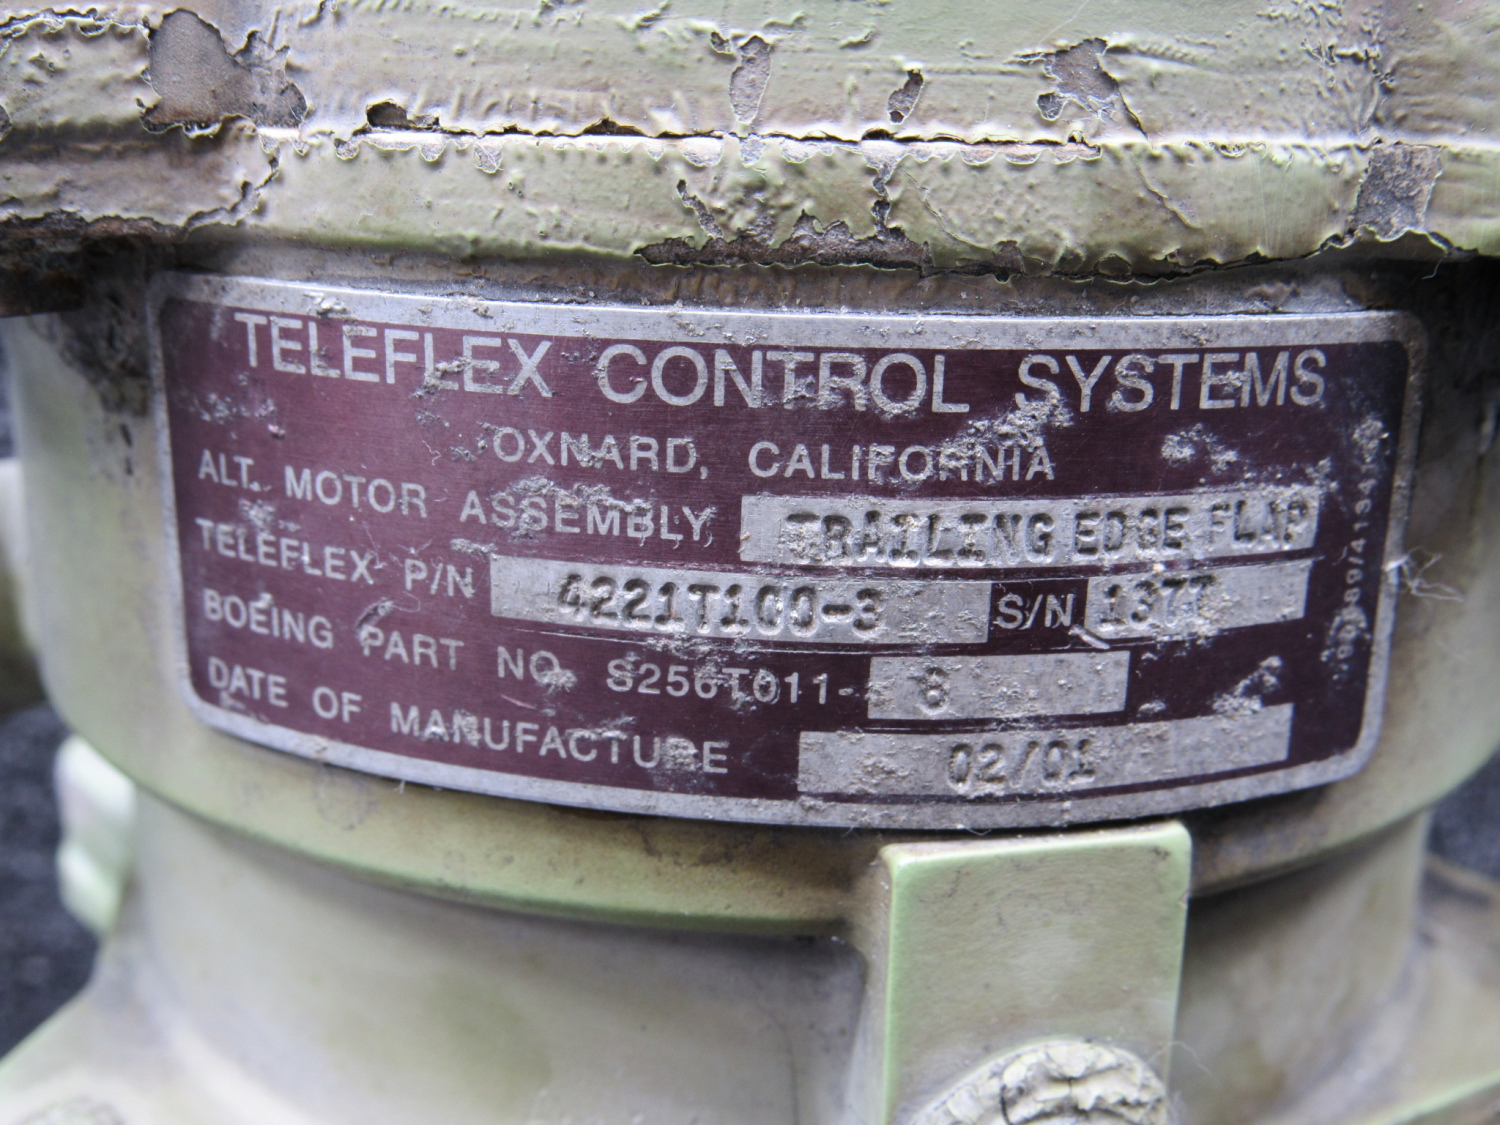 TELEFLEX CONTROL SYSTEMS
OXNARD, CALIFORNIA
ALT. MOTOR ASSEMBLY TRAILING EDGE FLAP
TELEFLEX P/N 4221T100-3 S/N 1377
BOEING PART NO. S256T011- 8
DATE OF MANUFACTURE 02/01